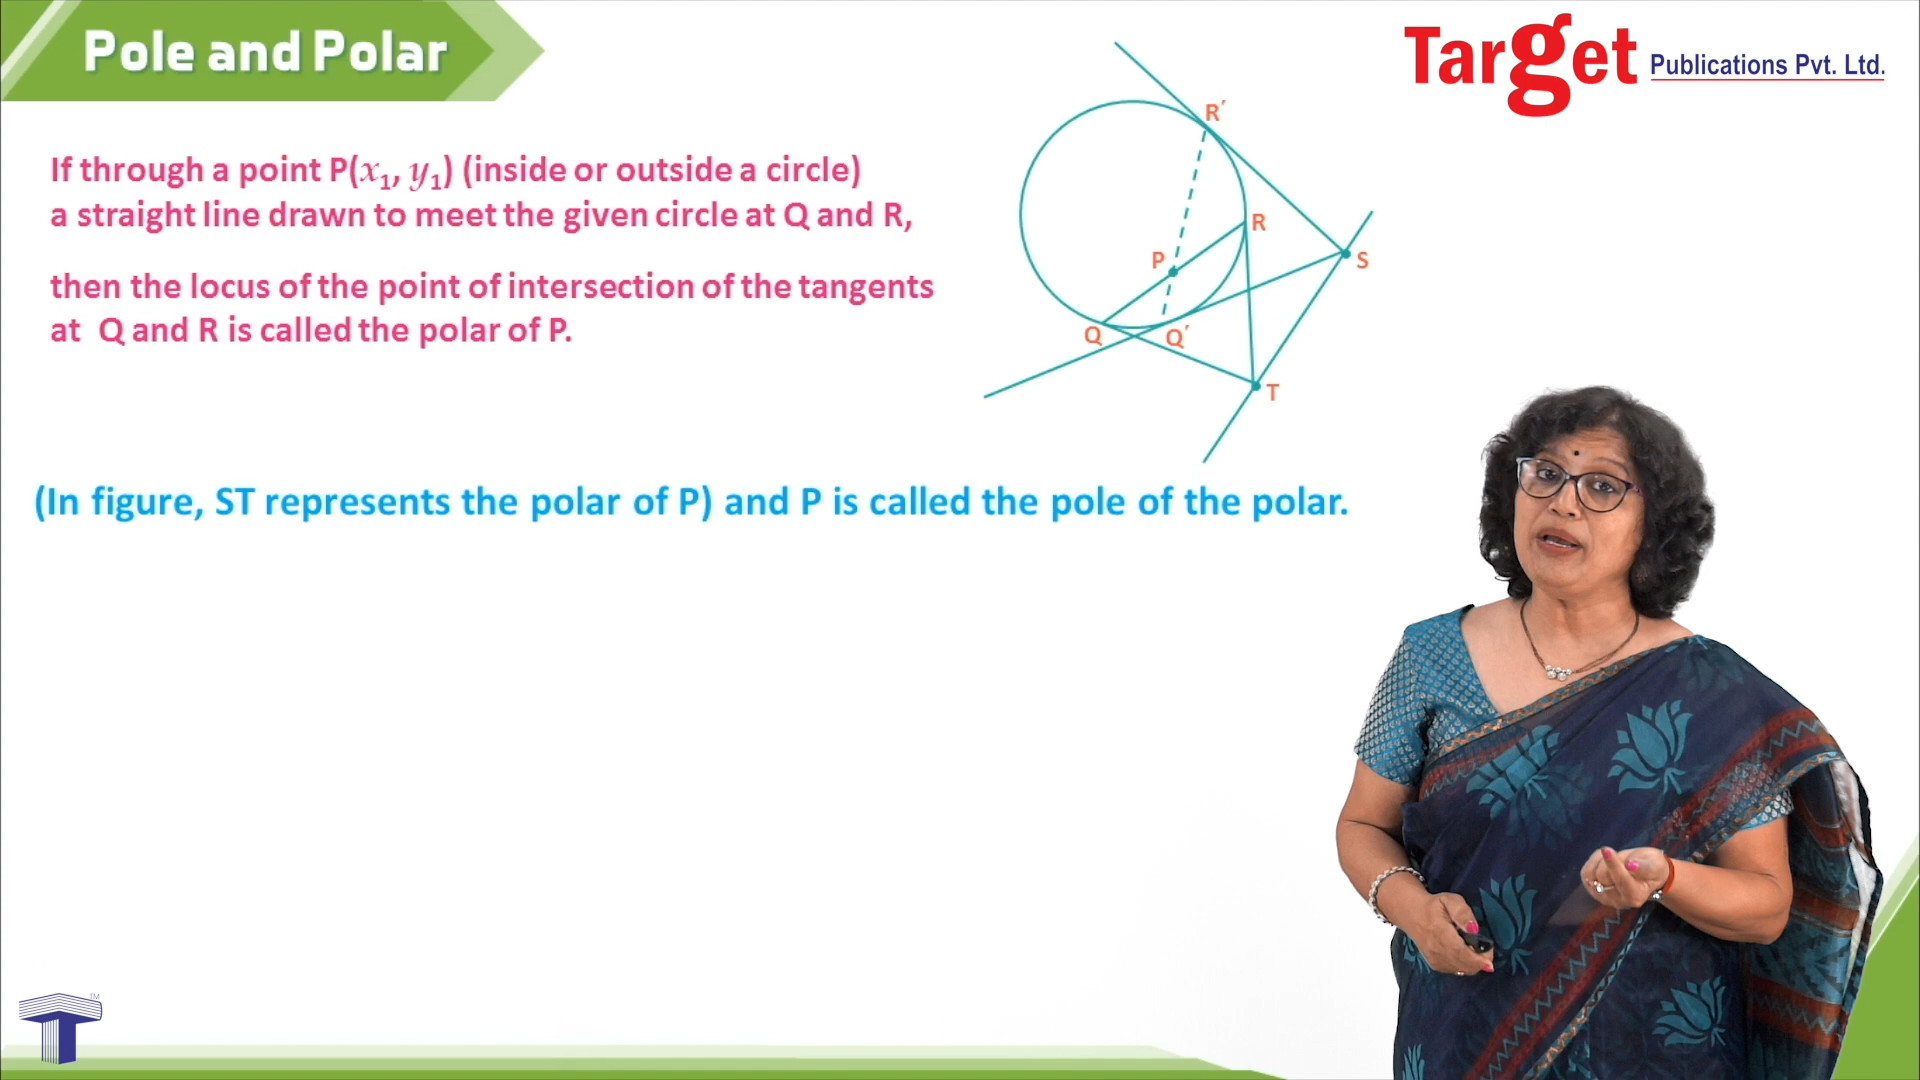 Pole and Polar
Target Publications Pvt. Ltd.
If through a point P(x₁, y₁) (inside or outside a circle)
a straight line drawn to meet the given circle at Q and R,
then the locus of the point of intersection of the tangents
at Q and R is called the polar of P.
R′
R
P
S
Q
Q′
T
(In figure, ST represents the polar of P) and P is called the pole of the polar.
TM